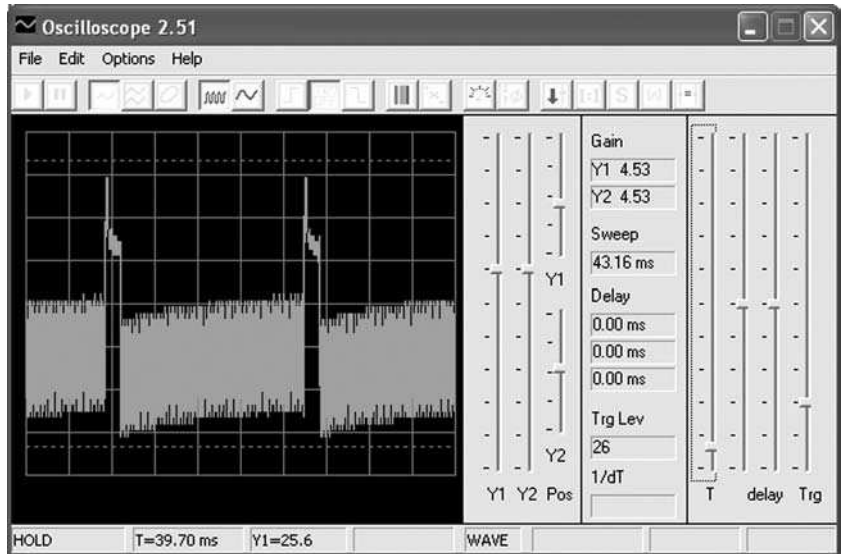 Oscilloscope 2.51
File Edit Options Help
Gain
Y1 4.53
Y2 4.53
Sweep
43.16 ms
Delay
0.00 ms
0.00 ms
0.00 ms
Trg Lev
26
1/dT
Y1
Y2
Y1 Y2 Pos
T delay Trg
HOLD T=39.70 ms Y1=25.6 WAVE